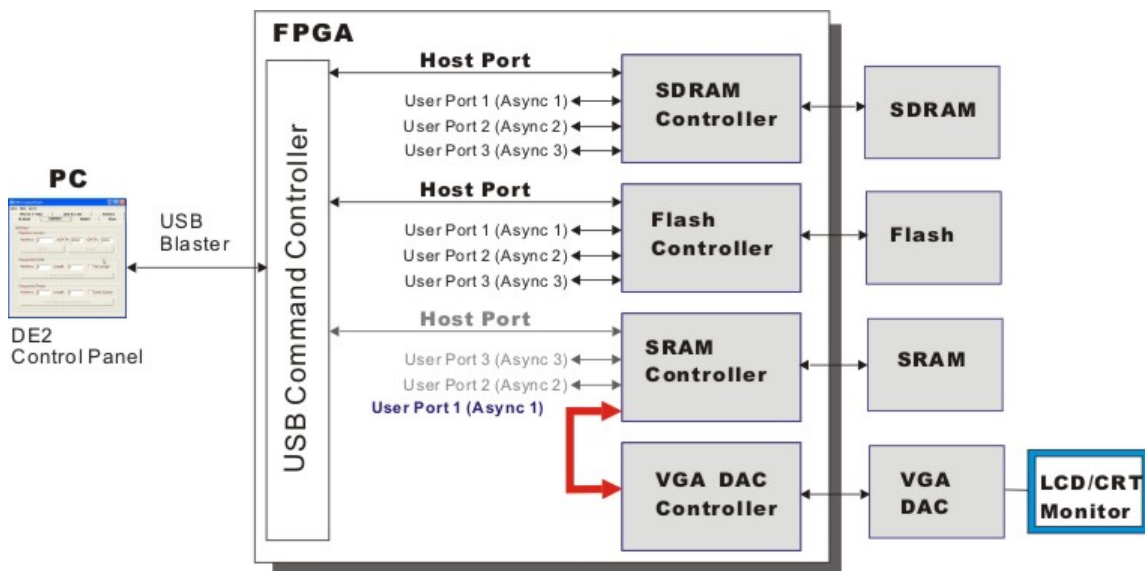 FPGA
USB Command Controller
Host Port
User Port 1 (Async 1)
User Port 2 (Async 2)
User Port 3 (Async 3)
SDRAM
Controller
SDRAM
PC
USB
Blaster
DE2
Control Panel
Host Port
User Port 1 (Async 1)
User Port 2 (Async 2)
User Port 3 (Async 3)
Flash
Controller
Flash
Host Port
User Port 3 (Async 3)
User Port 2 (Async 2)
User Port 1 (Async 1)
SRAM
Controller
SRAM
VGA DAC
Controller
VGA
DAC
LCD/CRT
Monitor